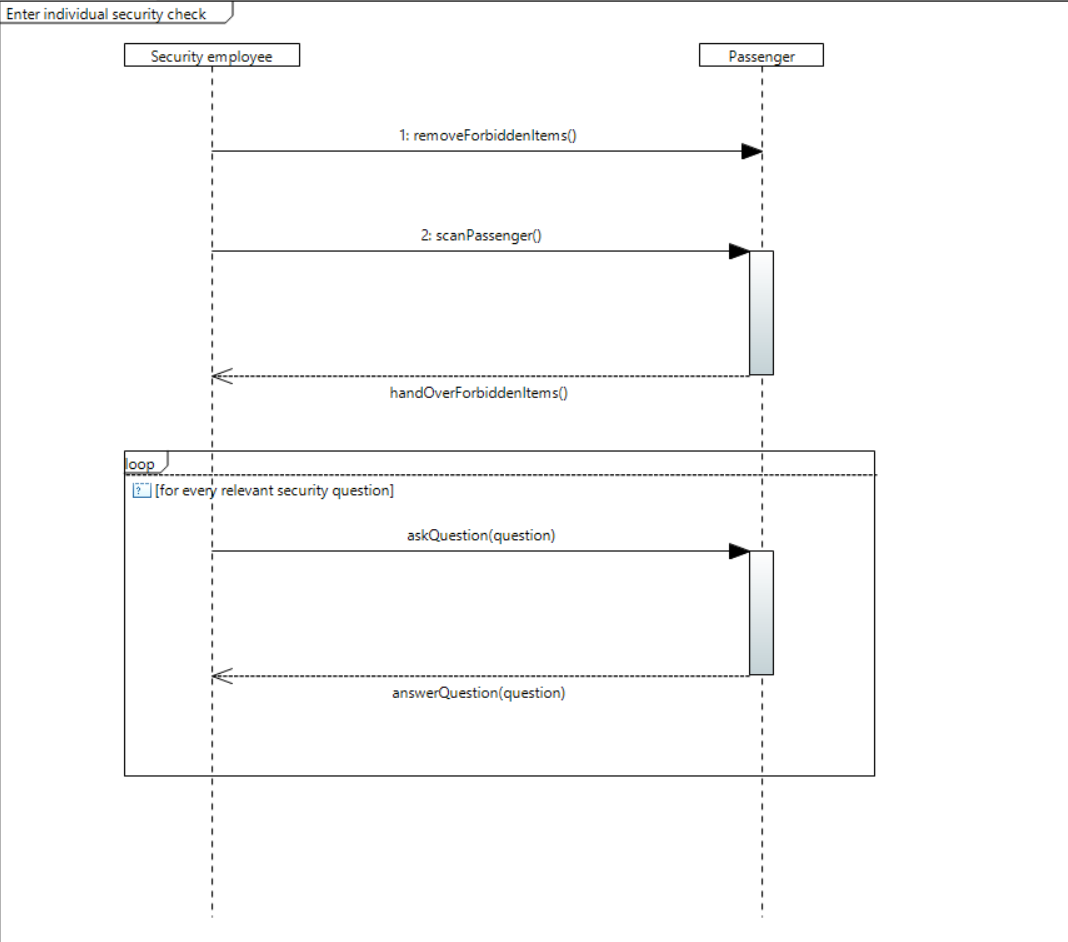 Enter individual security check
Security employee
Passenger
1: removeForbiddenItems()
2: scanPassenger()
handOverForbiddenItems()
loop
? [for every relevant security question]
askQuestion(question)
answerQuestion(question)